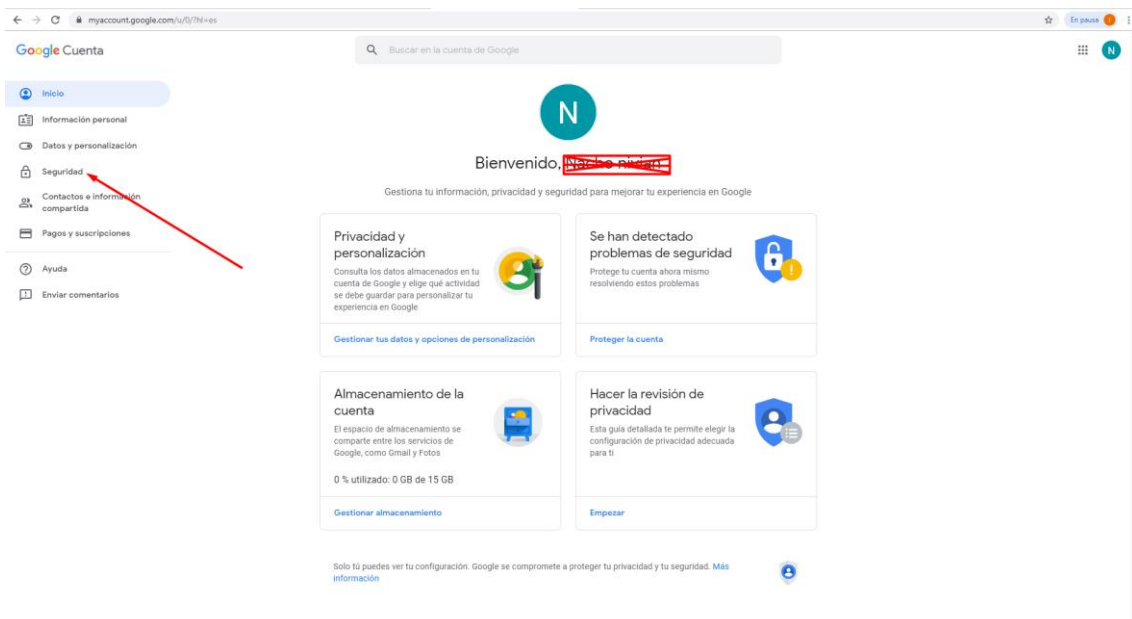 myaccount.google.com/u/0/?hl=es
En pausa
Google Cuenta
Buscar en la cuenta de Google
N
Inicio
Información personal
Datos y personalización
Seguridad
Contactos e información
compartida
Pagos y suscripciones
Ayuda
Enviar comentarios
N
Bienvenido,
Gestiona tu información, privacidad y seguridad para mejorar tu experiencia en Google
Privacidad y
personalización
Consulta los datos almacenados en tu
cuenta de Google y elige qué actividad
se debe guardar para personalizar tu
experiencia en Google
Gestionar tus datos y opciones de personalización
Se han detectado
problemas de seguridad
Protege tu cuenta ahora mismo
resolviendo estos problemas
Proteger la cuenta
Almacenamiento de la
cuenta
El espacio de almacenamiento se
comparte entre los servicios de
Google, como Gmail y Fotos
0 % utilizado: 0 GB de 15 GB
Gestionar almacenamiento
Hacer la revisión de
privacidad
Esta guía detallada te permite elegir la
configuración de privacidad adecuada
para ti
Empezar
Solo tú puedes ver tu configuración. Google se compromete a proteger tu privacidad y tu seguridad. Más
información